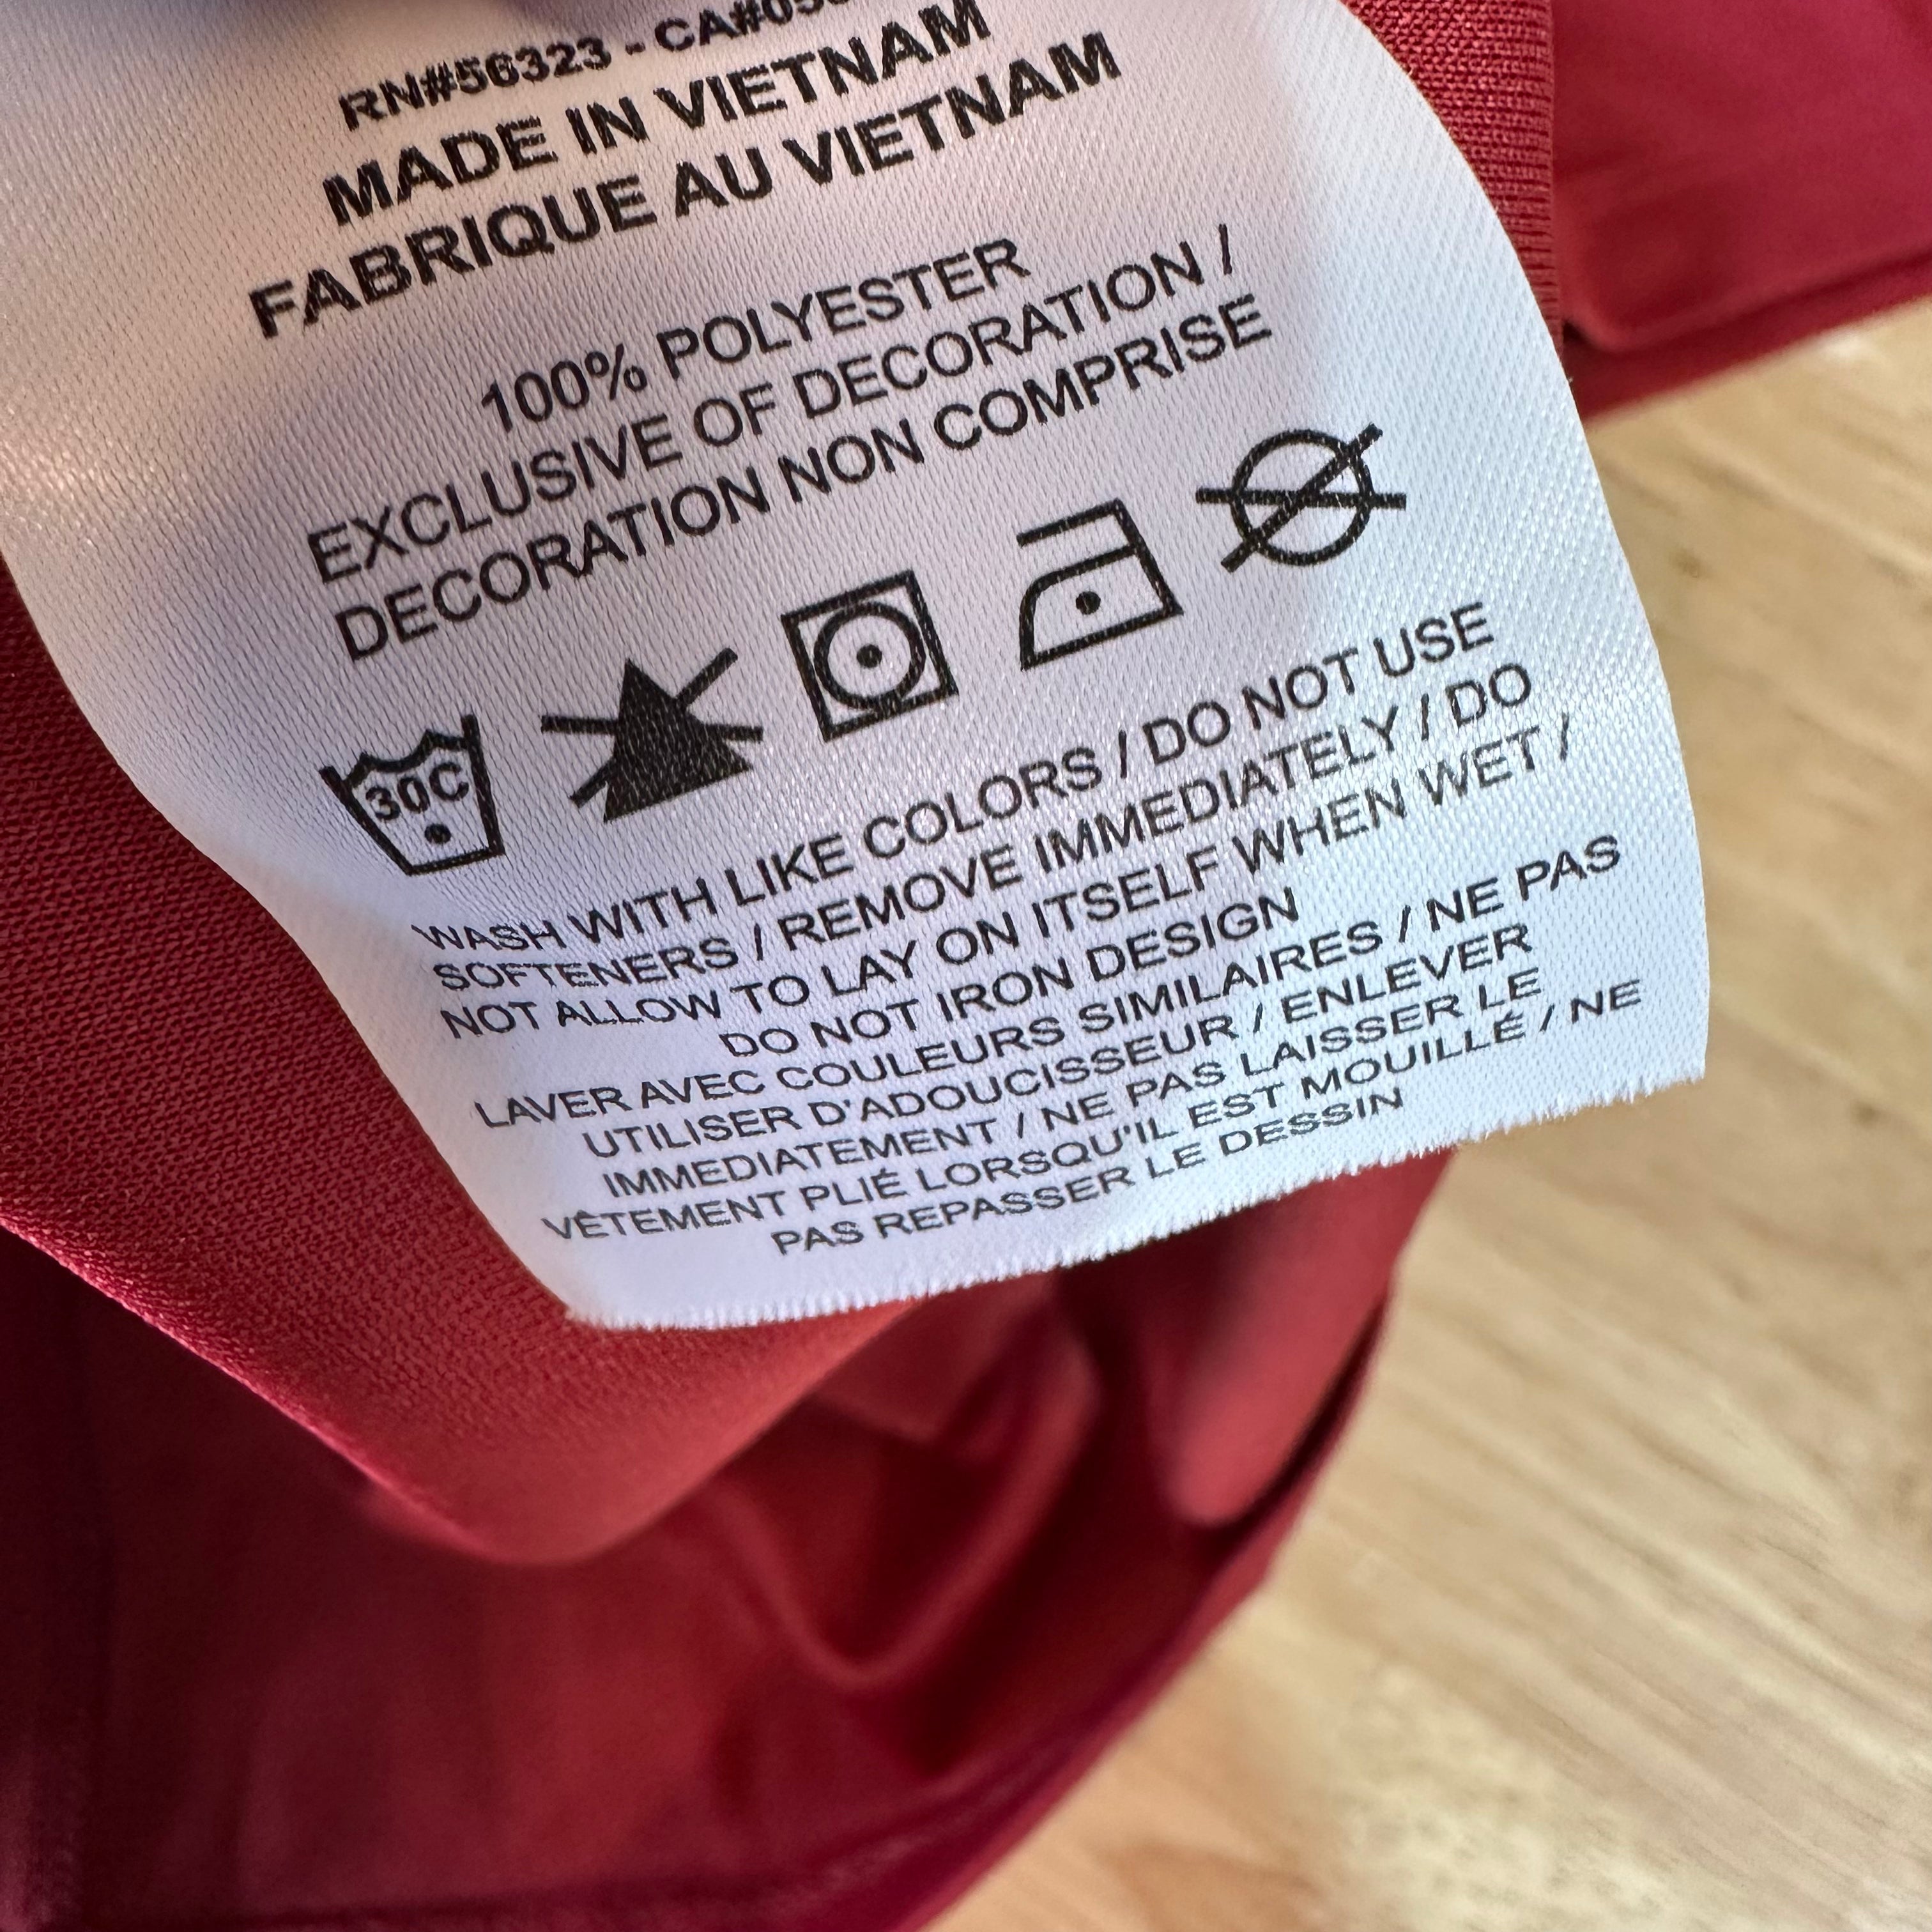 RN#56323 - CA#05
MADE IN VIETNAM
FABRIQUE AU VIETNAM
100% POLYESTER
EXCLUSIVE OF DECORATION /
DECORATION NON COMPRISE
30C
WASH WITH LIKE COLORS / DO NOT USE
SOFTENERS / REMOVE IMMEDIATELY / DO
NOT ALLOW TO LAY ON ITSELF WHEN WET /
DO NOT IRON DESIGN
LAVER AVEC COULEURS SIMILAIRES / NE PAS
UTILISER D'ADOUCISSEUR / ENLEVER
IMMEDIATEMENT / NE PAS LAISSER LE
VÊTEMENT PLIÉ LORSQU'IL EST MOUILLÉ / NE
PAS REPASSER LE DESSIN